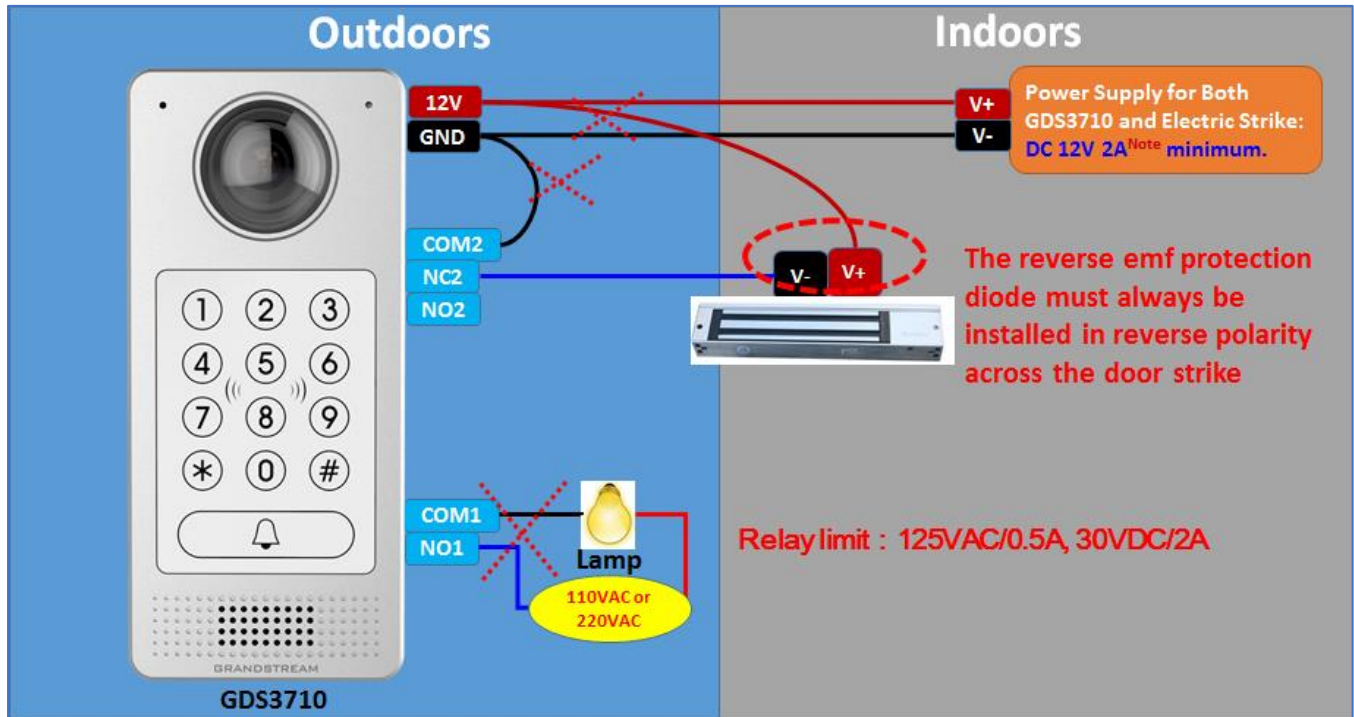 Outdoors
Indoors
12V
GND
V+
V-
Power Supply for Both
GDS3710 and Electric Strike:
DC 12V 2A Note minimum.
COM2
NC2
NO2
V-
V+
The reverse emf protection
diode must always be
installed in reverse polarity
across the door strike
1 2 3
4 5 6
7 8 9
* 0 #
COM1
NO1
Lamp
110VAC or
220VAC
Relay limit : 125VAC/0.5A, 30VDC/2A
GRANDSTREAM
GDS3710